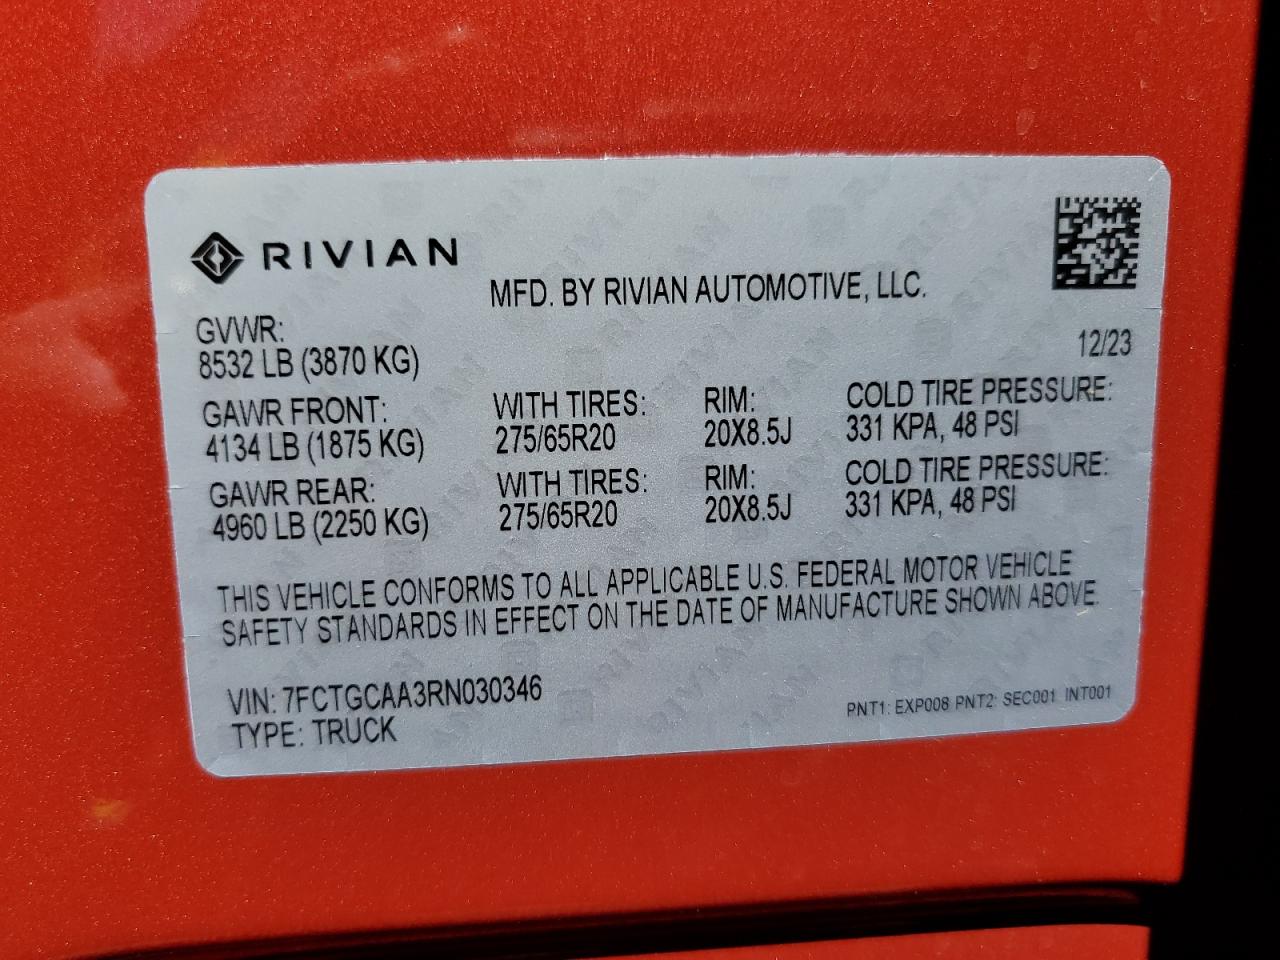 RIVIAN
MFD. BY RIVIAN AUTOMOTIVE, LLC.
GVWR:
8532 LB (3870 KG)
12/23
GAWR FRONT: WITH TIRES: RIM: COLD TIRE PRESSURE:
4134 LB (1875 KG) 275/65R20 20X8.5J 331 KPA, 48 PSI
GAWR REAR: WITH TIRES: RIM: COLD TIRE PRESSURE:
4960 LB (2250 KG) 275/65R20 20X8.5J 331 KPA, 48 PSI
THIS VEHICLE CONFORMS TO ALL APPLICABLE U.S. FEDERAL MOTOR VEHICLE
SAFETY STANDARDS IN EFFECT ON THE DATE OF MANUFACTURE SHOWN ABOVE.
VIN: 7FCTGCAA3RN030346
TYPE: TRUCK
PNT1: EXP008 PNT2: SEC001 INT001